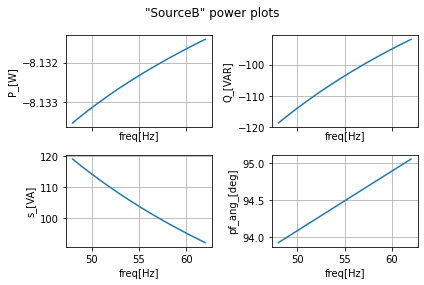 "SourceB" power plots
P_[W]
-8.132
-8.133
freq[Hz]
Q_[VAR]
-100
-110
-120
freq[Hz]
s_[VA]
120
110
100
50 55 60
freq[Hz]
pf_ang_[deg]
95.0
94.5
94.0
50 55 60
freq[Hz]